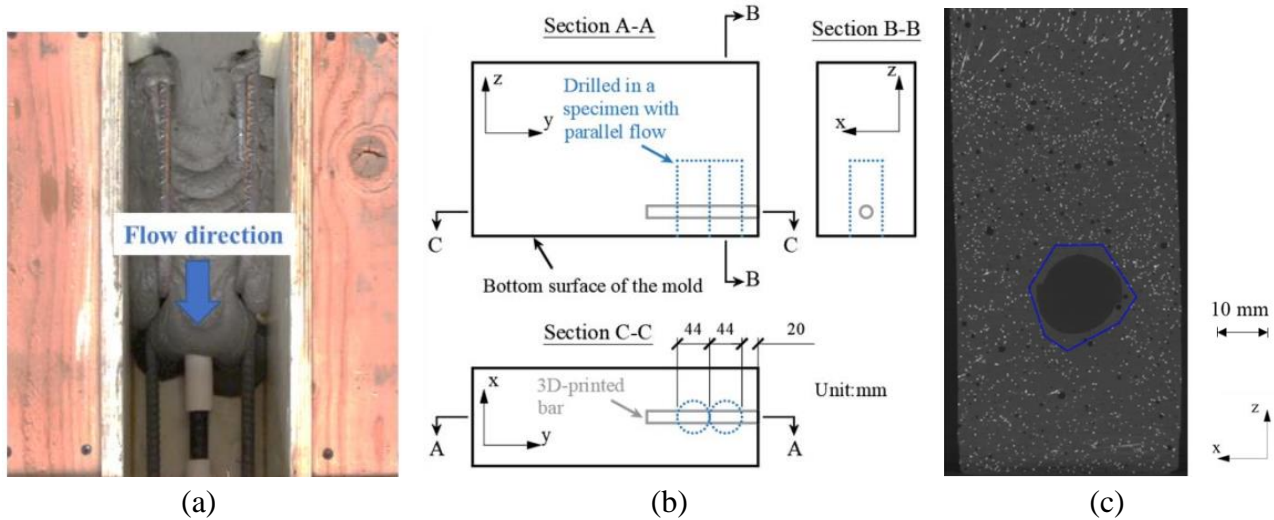 Flow direction
(a)
Section A-A
B
Section B-B
z
y
Drilled in a
specimen with
parallel flow
z
x
C
C
Bottom surface of the mold
B
Section C-C
44
44
20
x
y
3D-printed
bar
Unit:mm
A
A
(b)
10 mm
z
x
(c)